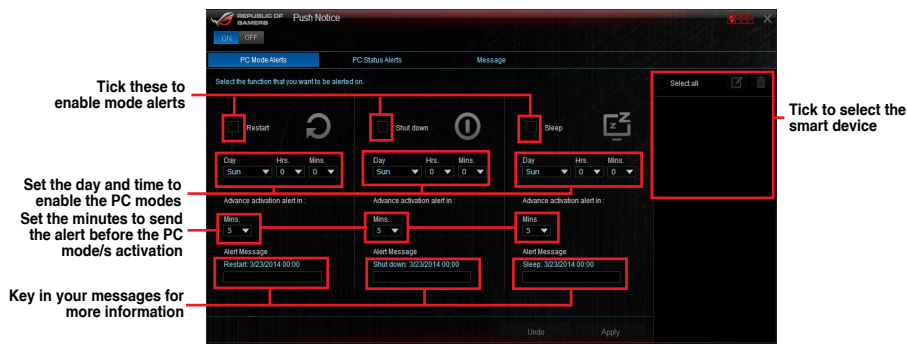 REPUBLIC OF
GAMERS
Push Notice
ON OFF
PC Mode Alerts PC Status Alerts Message
Select the function that you want to be alerted on.
Select all
Tick these to
enable mode alerts
Tick to select the
smart device
Restart Shut down Sleep
Day Hrs. Mins. Day Hrs. Mins. Day Hrs. Mins.
Sun 0 0 Sun 0 0 Sun 0 0
Set the day and time to
enable the PC modes
Advance activation alert in : Advance activation alert in : Advance activation alert in :
Set the minutes to send
the alert before the PC
mode/s activation
Mins. Mins. Mins.
5 5 5
Alert Message Alert Message Alert Message
Restart: 3/23/2014 00:00 Shut down: 3/23/2014 00:00 Sleep: 3/23/2014 00:00
Key in your messages for
more information
Undo Apply